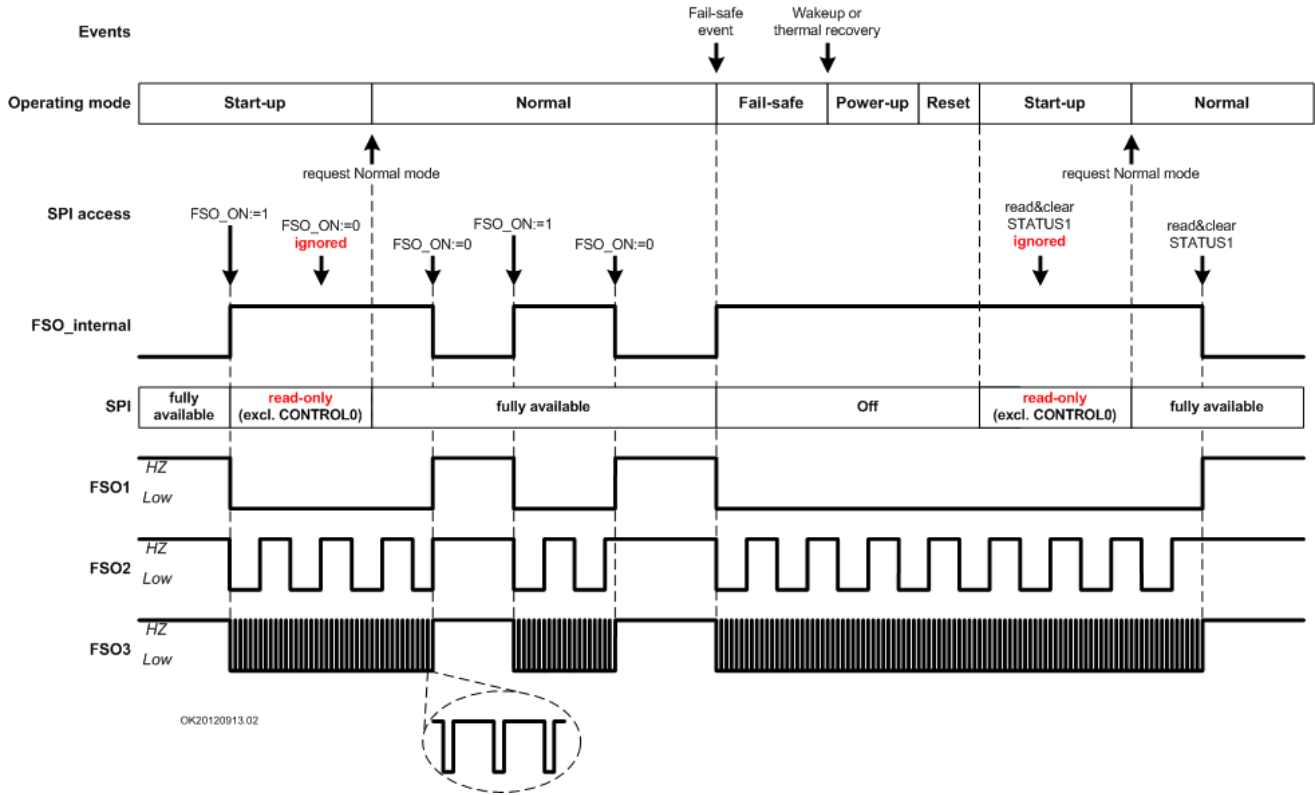 Events
Fail-safe
event
Wakeup or
thermal recovery
Operating mode
Start-up
Normal
Fail-safe
Power-up
Reset
Start-up
Normal
request Normal mode
request Normal mode
SPI access
FSO_ON:=1
FSO_ON:=0
ignored
FSO_ON:=0
FSO_ON:=1
FSO_ON:=0
read&clear
STATUS1
ignored
read&clear
STATUS1
FSO_internal
SPI
fully
available
read-only
(excl. CONTROL0)
fully available
Off
read-only
(excl. CONTROL0)
fully available
FSO1
HZ
Low
FSO2
HZ
Low
FSO3
HZ
Low
OK20120913.02